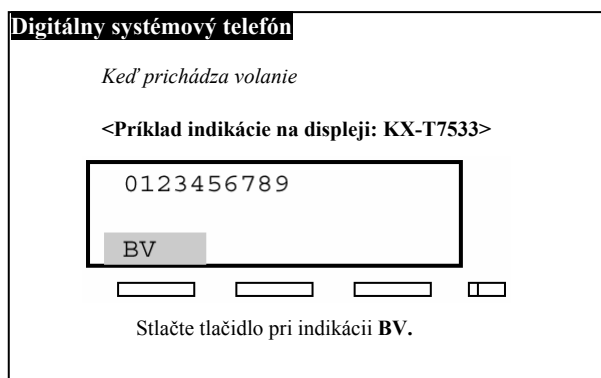 Digitálny systémový telefón
Keď prichádza volanie
<Príklad indikácie na displeji: KX-T7533>
0123456789
BV
Stlačte tlačidlo pri indikácii BV.